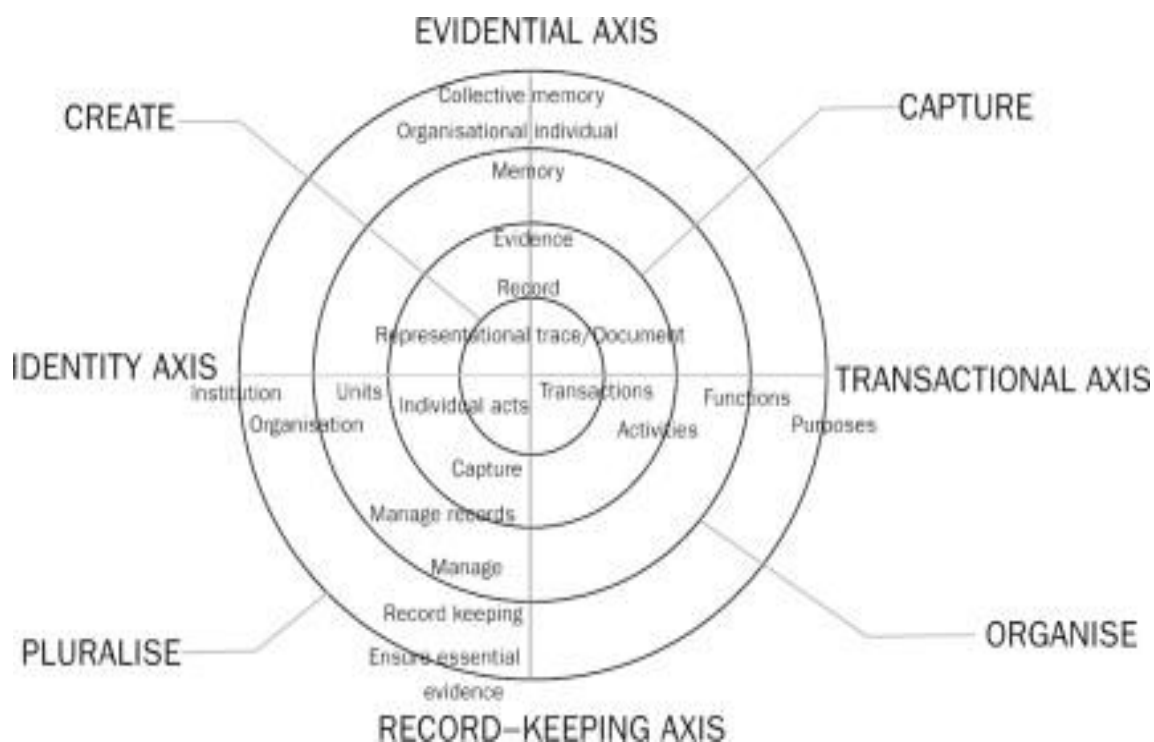 EVIDENTIAL AXIS
Collective memory
CREATE
CAPTURE
Organisational individual
Memory
Evidence
Record
Representational trace/Document
IDENTITY AXIS
TRANSACTIONAL AXIS
Institution
Units
Individual acts
Transactions
Functions
Organisation
Activities
Purposes
Capture
Manage records
Manage
Record keeping
ORGANISE
PLURALISE
Ensure essential
evidence
RECORD–KEEPING AXIS